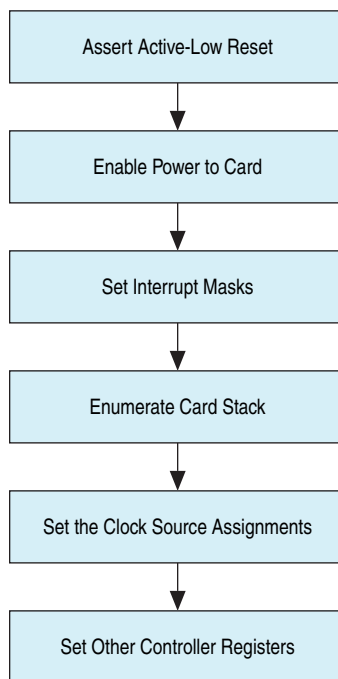 Assert Active-Low Reset
Enable Power to Card
Set Interrupt Masks
Enumerate Card Stack
Set the Clock Source Assignments
Set Other Controller Registers